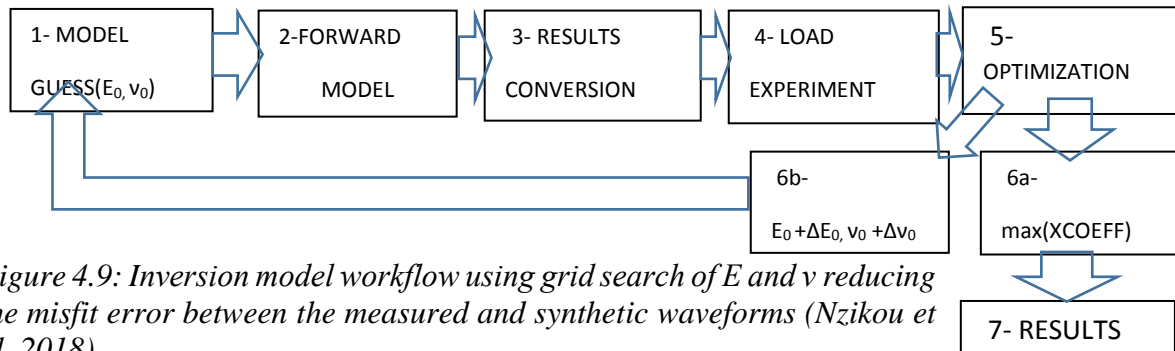 1- MODEL
GUESS(E₀, ν₀)
2-FORWARD
MODEL
3- RESULTS
CONVERSION
4- LOAD
EXPERIMENT
5-
OPTIMIZATION
6b-
E₀ +ΔE₀, ν₀ +Δν₀
6a-
max(XCOEFF)
7- RESULTS
igure 4.9: Inversion model workflow using grid search of E and ν reducing
he misfit error between the measured and synthetic waveforms (Nzikou et
2018)